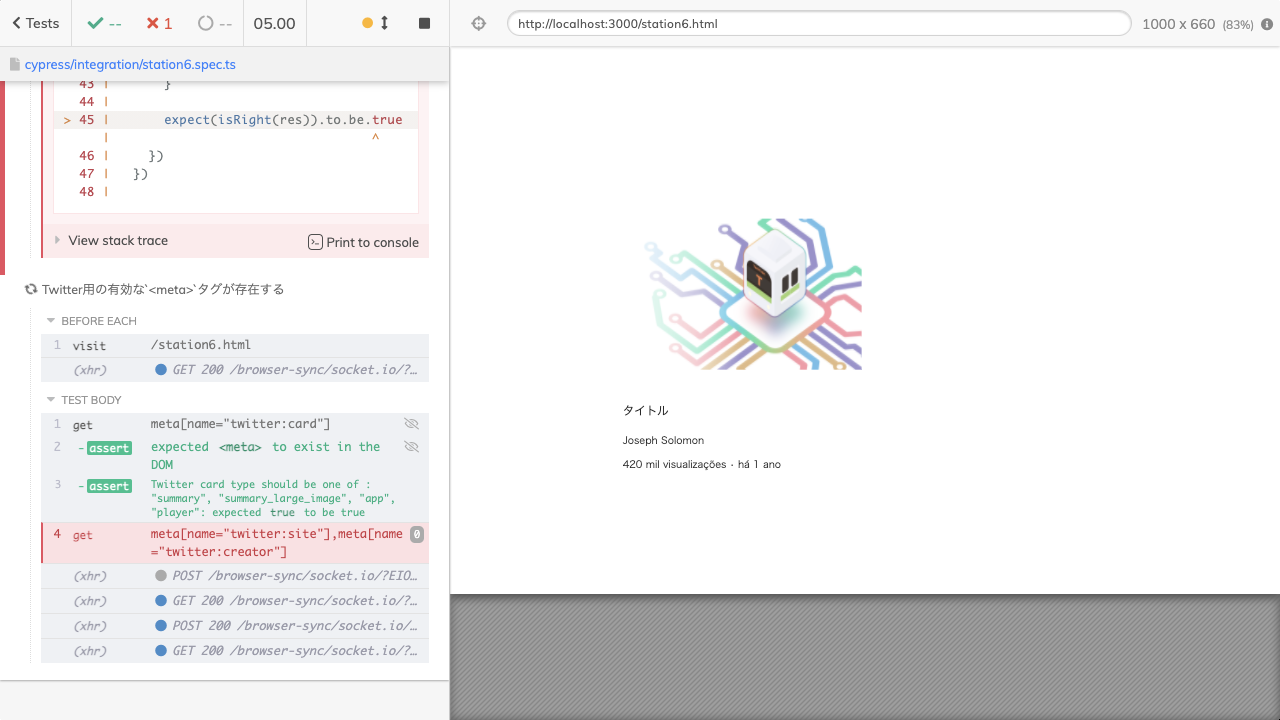 Tests
--
1
--
05.00
http://localhost:3000/station6.html
1000 x 660 (83%)
cypress/integration/station6.spec.ts
43 | }
44 |
> 45 | expect(isRight(res)).to.be.true
| ^
46 | })
47 | })
48 |
View stack trace
Print to console
Twitter用の有効な`<meta>`タグが存在する
BEFORE EACH
1 visit /station6.html
(xhr) GET 200 /browser-sync/socket.io/?…
TEST BODY
1 get meta[name="twitter:card"]
2 -assert expected <meta> to exist in the
DOM
3 -assert Twitter card type should be one of :
"summary", "summary_large_image", "app",
"player": expected true to be true
4 get meta[name="twitter:site"],meta[name 0
="twitter:creator"]
(xhr) POST /browser-sync/socket.io/?EIO…
(xhr) GET 200 /browser-sync/socket.io/?…
(xhr) POST 200 /browser-sync/socket.io/…
(xhr) GET 200 /browser-sync/socket.io/?…
T
タイトル
Joseph Solomon
420 mil visualizações · há 1 ano